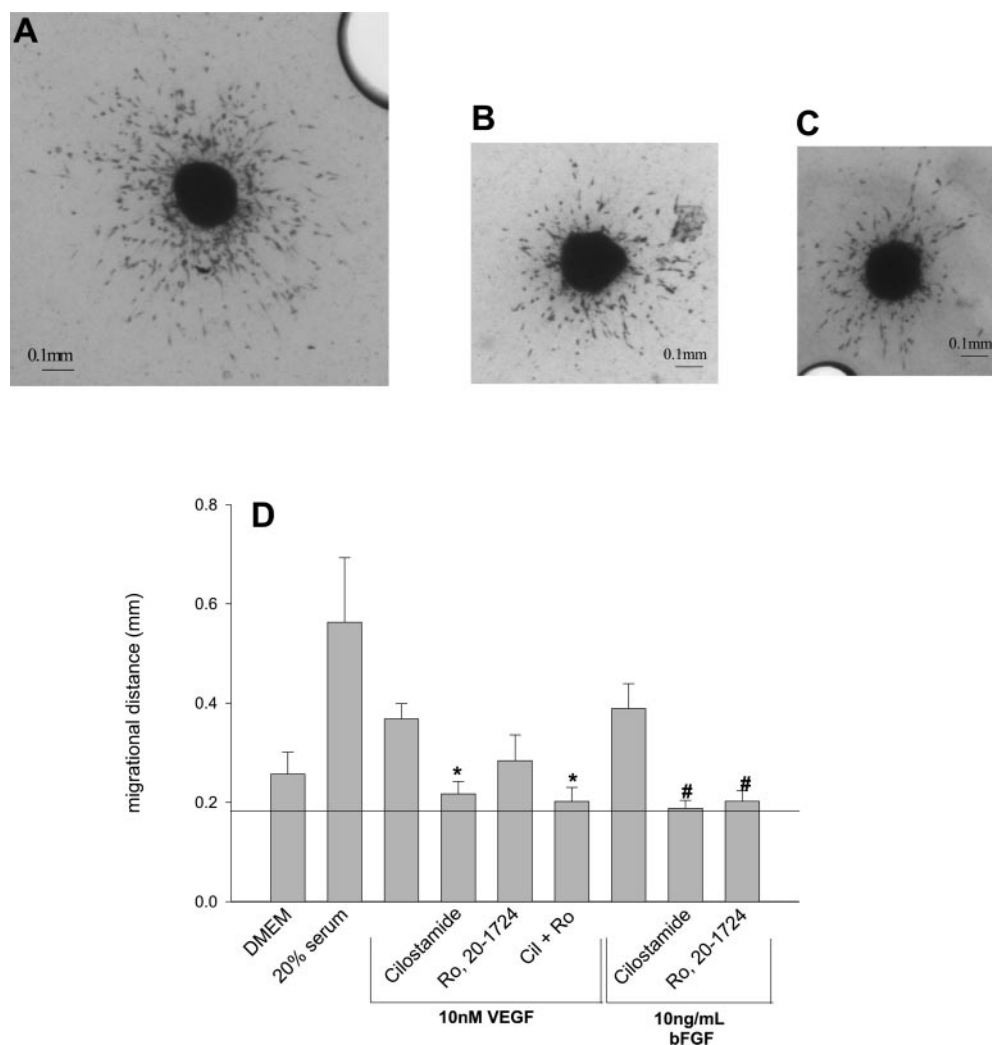 A
B
C
0.1mm
0.1mm
0.1mm
D
0.8
0.6
0.4
0.2
0.0
migrational distance (mm)
*
*
#
#
DMEM
20% serum
Cilostamide
Ro, 20-1724
Cil + Ro
Cilostamide
Ro, 20-1724
10nM VEGF
10ng/mL
bFGF